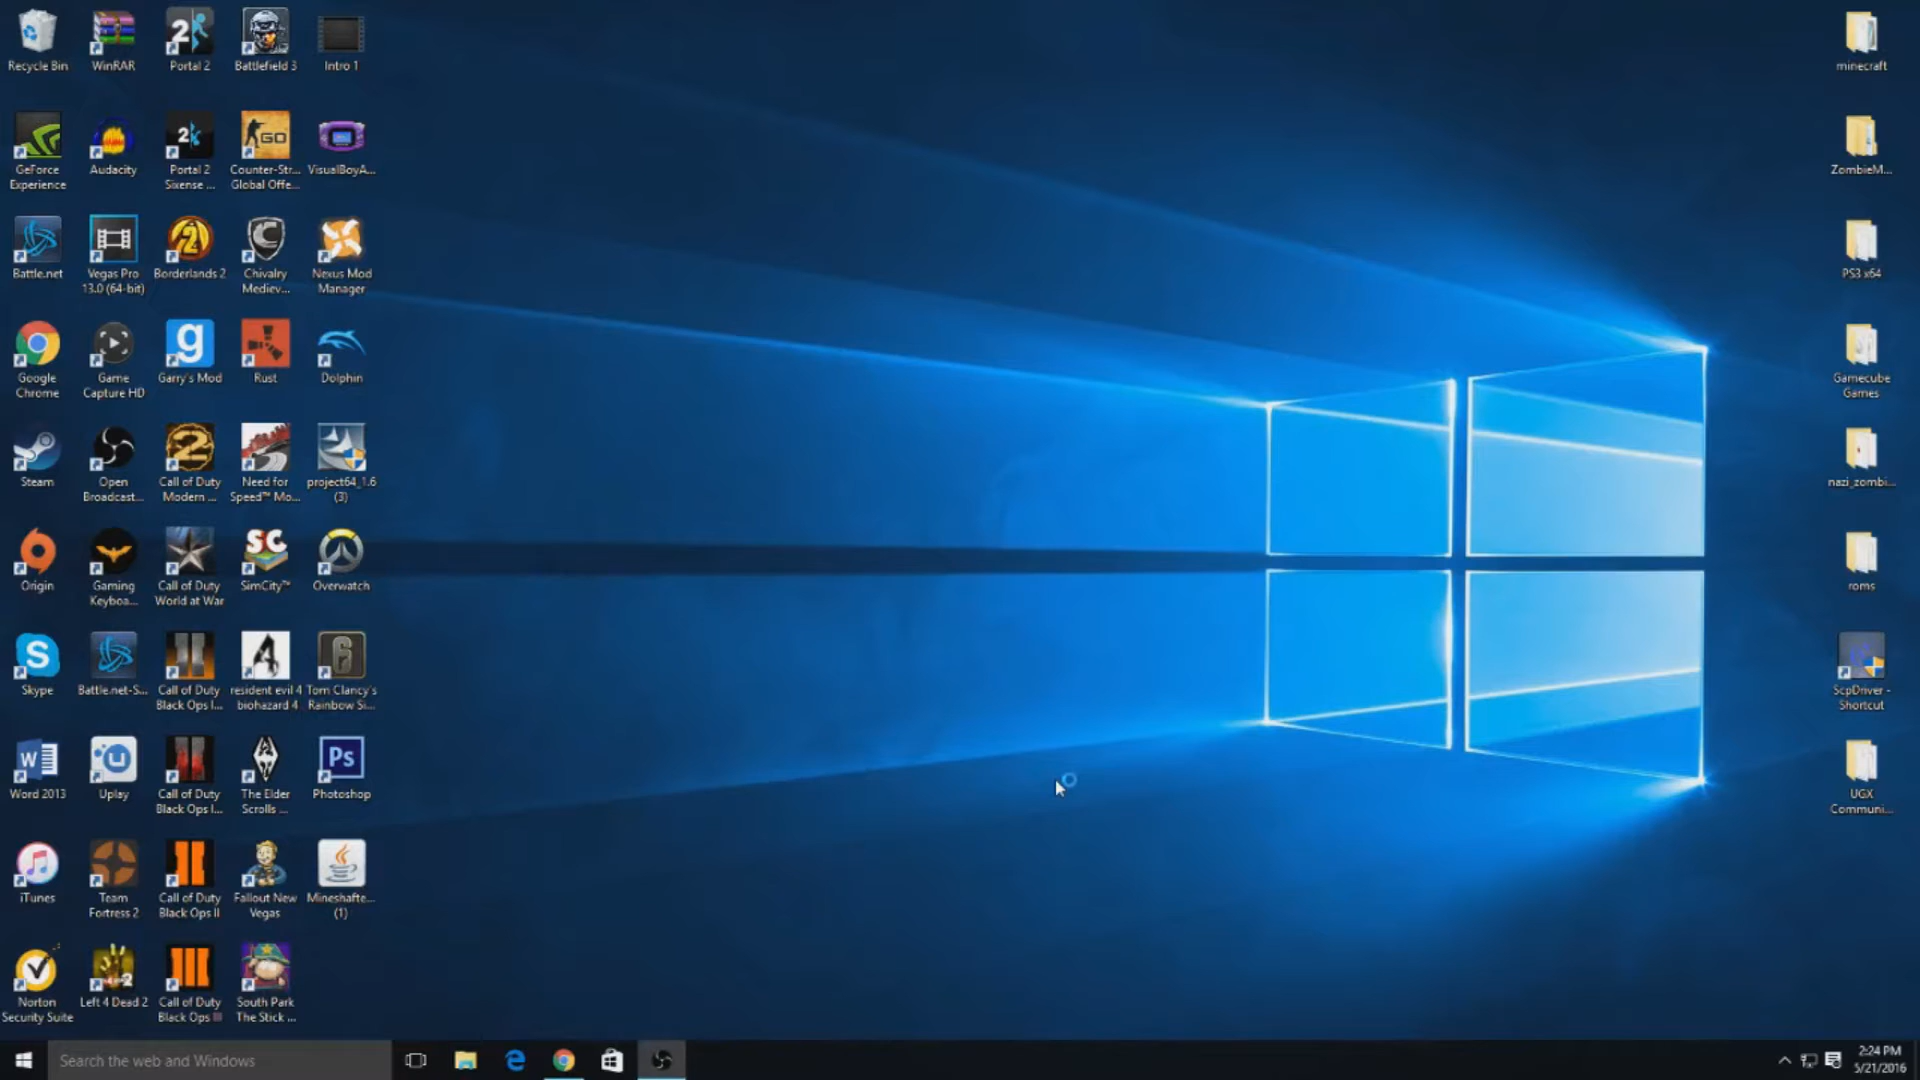 Recycle Bin
WinRAR
Portal 2
Battlefield 3
Intro 1
GeForce
Experience
Audacity
Portal 2
Sixense ...
Counter-Str...
Global Offe...
VisualBoyA...
Battle.net
Vegas Pro
13.0 (64-bit)
Borderlands 2
Chivalry
Mediev...
Nexus Mod
Manager
Google
Chrome
Game
Capture HD
Garry's Mod
Rust
Dolphin
Steam
Open
Broadcast...
Call of Duty
Modern ...
Need for
Speed™ Mo...
project64_1.6
(3)
Origin
Gaming
Keyboa...
Call of Duty
World at War
SimCity™
Overwatch
Skype
Battle.net-S...
Call of Duty
Black Ops I...
resident evil 4
biohazard 4
Tom Clancy's
Rainbow Si...
Word 2013
Uplay
Call of Duty
Black Ops I...
The Elder
Scrolls ...
Photoshop
iTunes
Team
Fortress 2
Call of Duty
Black Ops II
Fallout New
Vegas
Mineshafte...
(1)
Norton
Security Suite
Left 4 Dead 2
Call of Duty
Black Ops III
South Park
The Stick ...
minecraft
ZombieM...
PS3 x64
Gamecube
Games
nazi_zombi...
roms
ScpDriver -
Shortcut
UGX
Communi...
Search the web and Windows
2:24 PM
5/21/2016